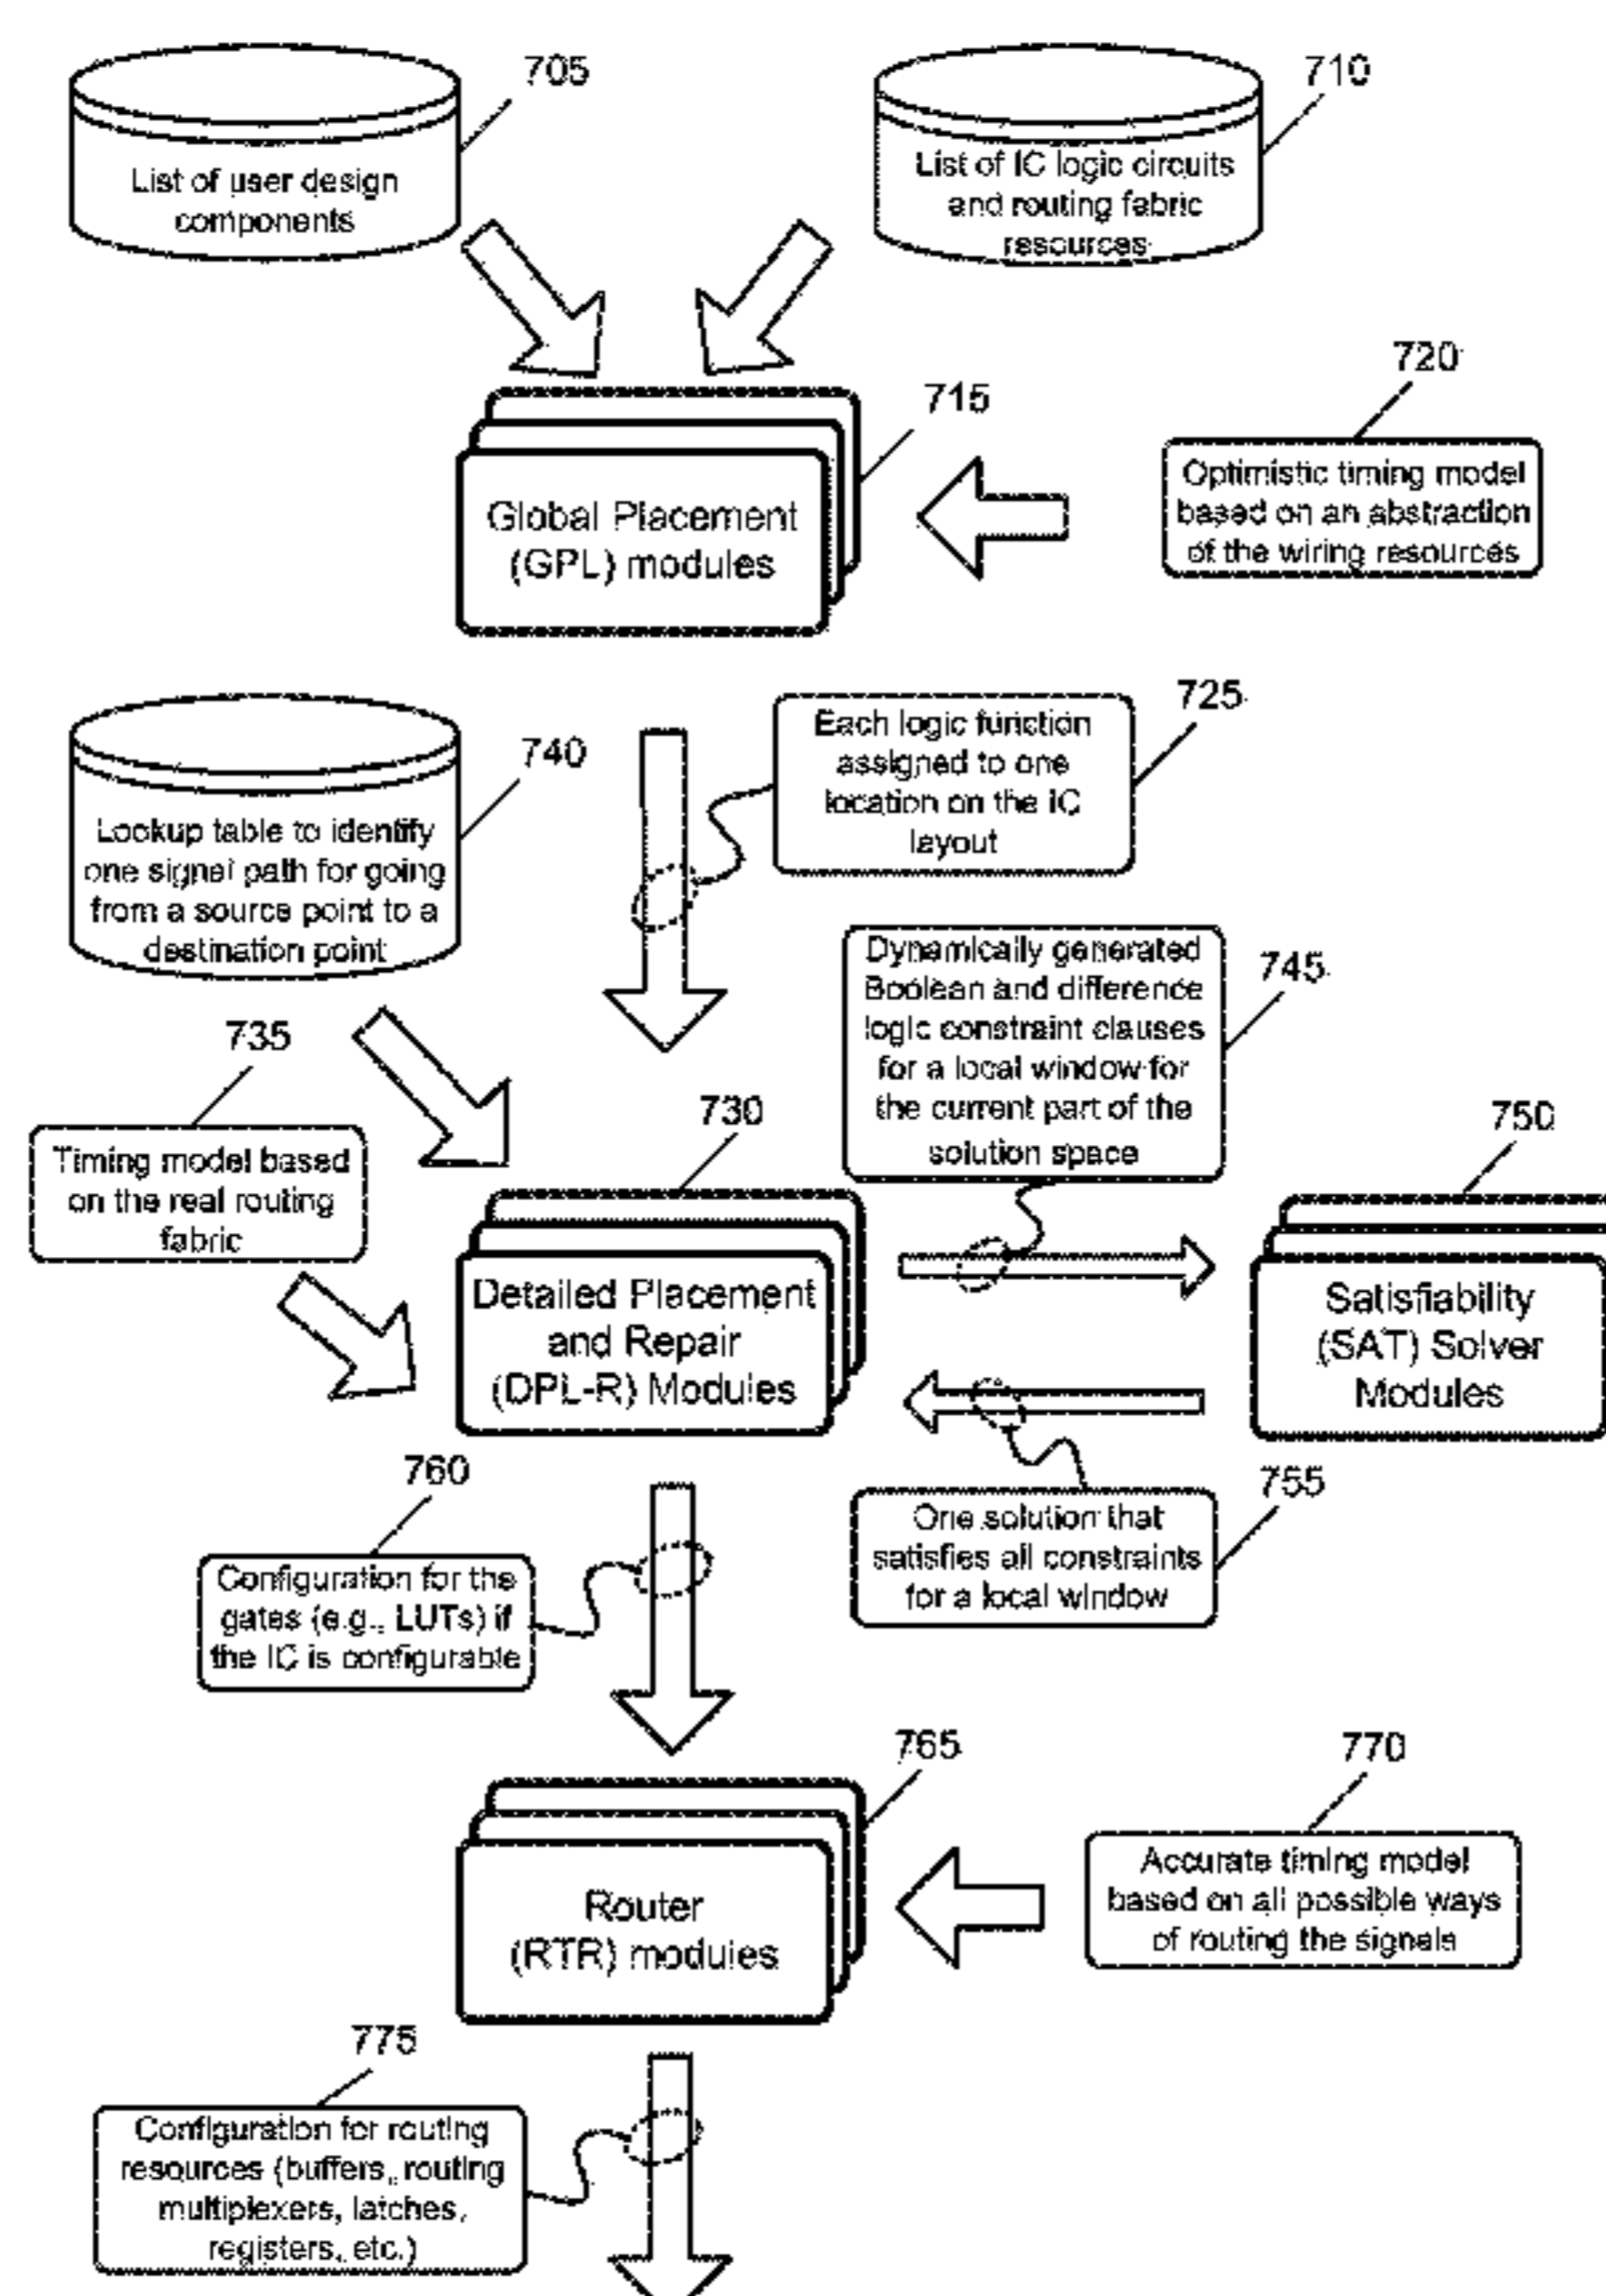 705
List of user design
components
710
List of IC logic circuits
and routing fabric
resources
715
Global Placement
(GPL) modules
720
Optimistic timing model
based on an abstraction
of the wiring resources
725
Each logic function
assigned to one
location on the IC
layout
740
Lookup table to identify
one signal path for going
from a source point to a
destination point
745
Dynamically generated
Boolean and difference
logic constraint clauses
for a local window for
the current part of the
solution space
735
Timing model based
on the real routing
fabric
730
Detailed Placement
and Repair
(DPL-R) Modules
750
Satisfiability
(SAT) Solver
Modules
755
One solution that
satisfies all constraints
for a local window
760
Configuration for the
gates (e.g., LUTs) if
the IC is configurable
765
Router
(RTR) modules
770
Accurate timing model
based on all possible ways
of routing the signals
775
Configuration for routing
resources (buffers, routing
multiplexers, latches,
registers, etc.)